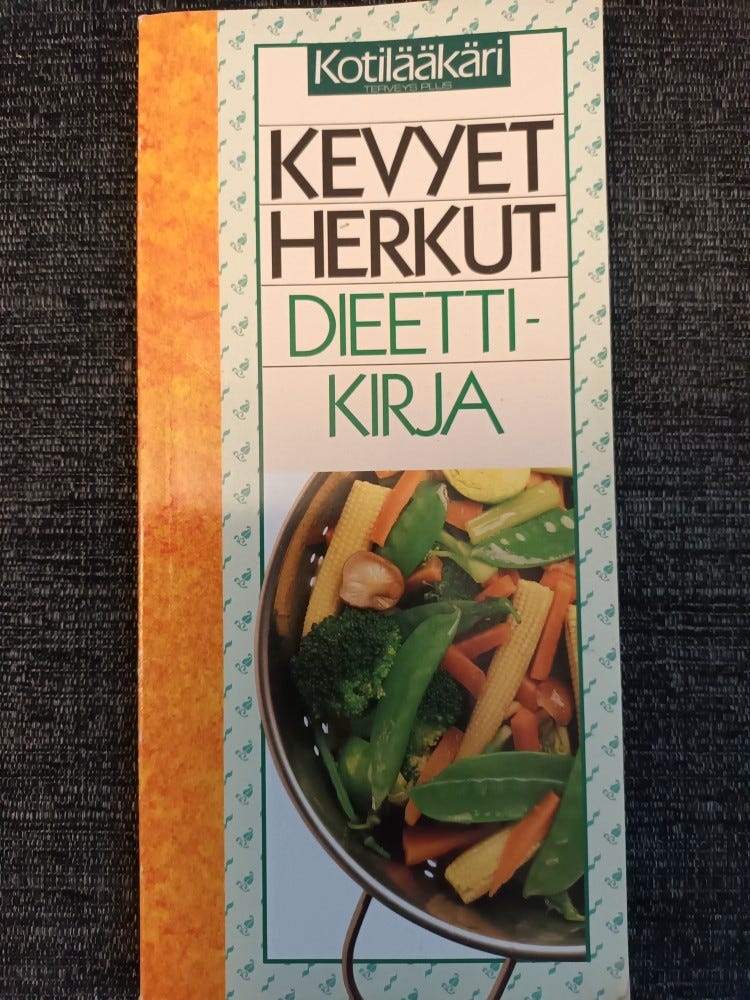 Kotilääkäri
TERVEYS PLUS
KEVYET
HERKUT
DIEETTI-
KIRJA